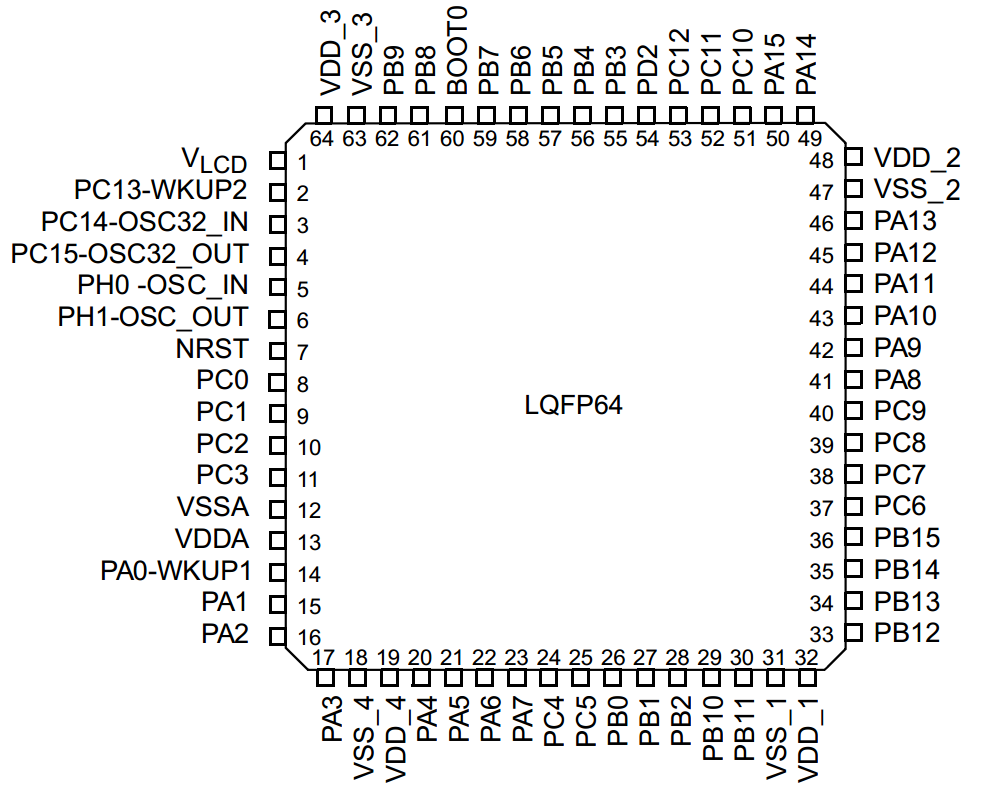 VDD_3
VSS_3
PB9
PB8
BOOT0
PB7
PB6
PB5
PB4
PB3
PD2
PC12
PC11
PC10
PA15
PA14
64 63 62 61 60 59 58 57 56 55 54 53 52 51 50 49
VLCD 1 48 VDD_2
PC13-WKUP2 2 47 VSS_2
PC14-OSC32_IN 3 46 PA13
PC15-OSC32_OUT 4 45 PA12
PH0 -OSC_IN 5 44 PA11
PH1-OSC_OUT 6 43 PA10
NRST 7 42 PA9
PC0 8 41 PA8
PC1 9 40 PC9
LQFP64
PC2 10 39 PC8
PC3 11 38 PC7
VSSA 12 37 PC6
VDDA 13 36 PB15
PA0-WKUP1 14 35 PB14
PA1 15 34 PB13
PA2 16 33 PB12
17 18 19 20 21 22 23 24 25 26 27 28 29 30 31 32
PA3
VSS_4
VDD_4
PA4
PA5
PA6
PA7
PC4
PC5
PB0
PB1
PB2
PB10
PB11
VSS_1
VDD_1